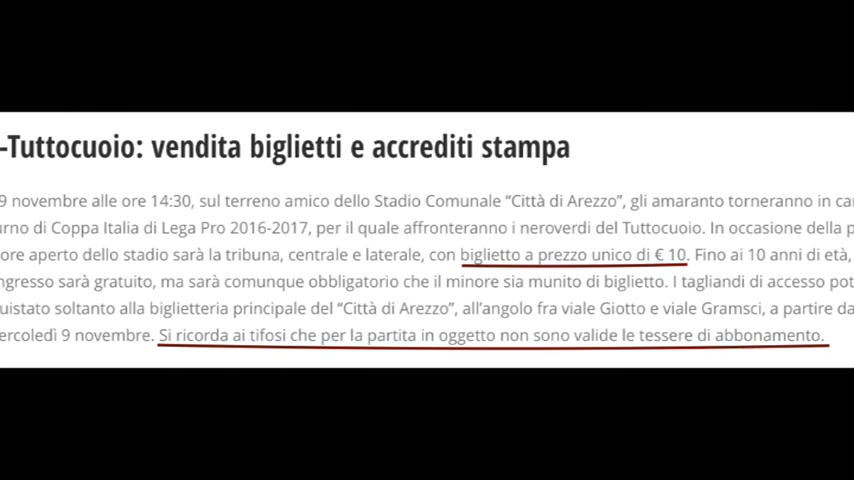 -Tuttocuoio: vendita biglietti e accrediti stampa
9 novembre alle ore 14:30, sul terreno amico dello Stadio Comunale “Città di Arezzo”, gli amaranto torneranno in ca
urno di Coppa Italia di Lega Pro 2016-2017, per il quale affronteranno i neroverdi del Tuttocuoio. In occasione della p
ore aperto dello stadio sarà la tribuna, centrale e laterale, con biglietto a prezzo unico di € 10. Fino ai 10 anni di età,
ngresso sarà gratuito, ma sarà comunque obbligatorio che il minore sia munito di biglietto. I tagliandi di accesso pot
uistato soltanto alla biglietteria principale del “Città di Arezzo”, all’angolo fra viale Giotto e viale Gramsci, a partire da
ercoledì 9 novembre. Si ricorda ai tifosi che per la partita in oggetto non sono valide le tessere di abbonamento.